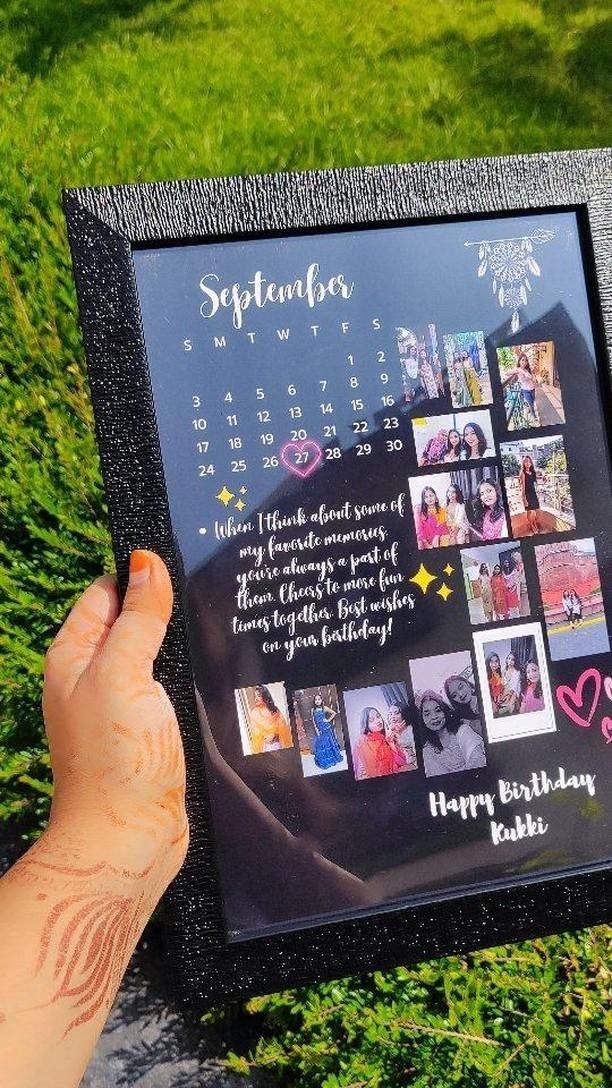 September
S M T W T F S
1 2
3 4 5 6 7 8 9
10 11 12 13 14 15 16
17 18 19 20 21 22 23
24 25 26 27 28 29 30
• When I think about some of
my favorite memories,
you're always a part of
them. Cheers to more fun
times together. Best wishes
on your birthday!
Happy Birthday
Kukki